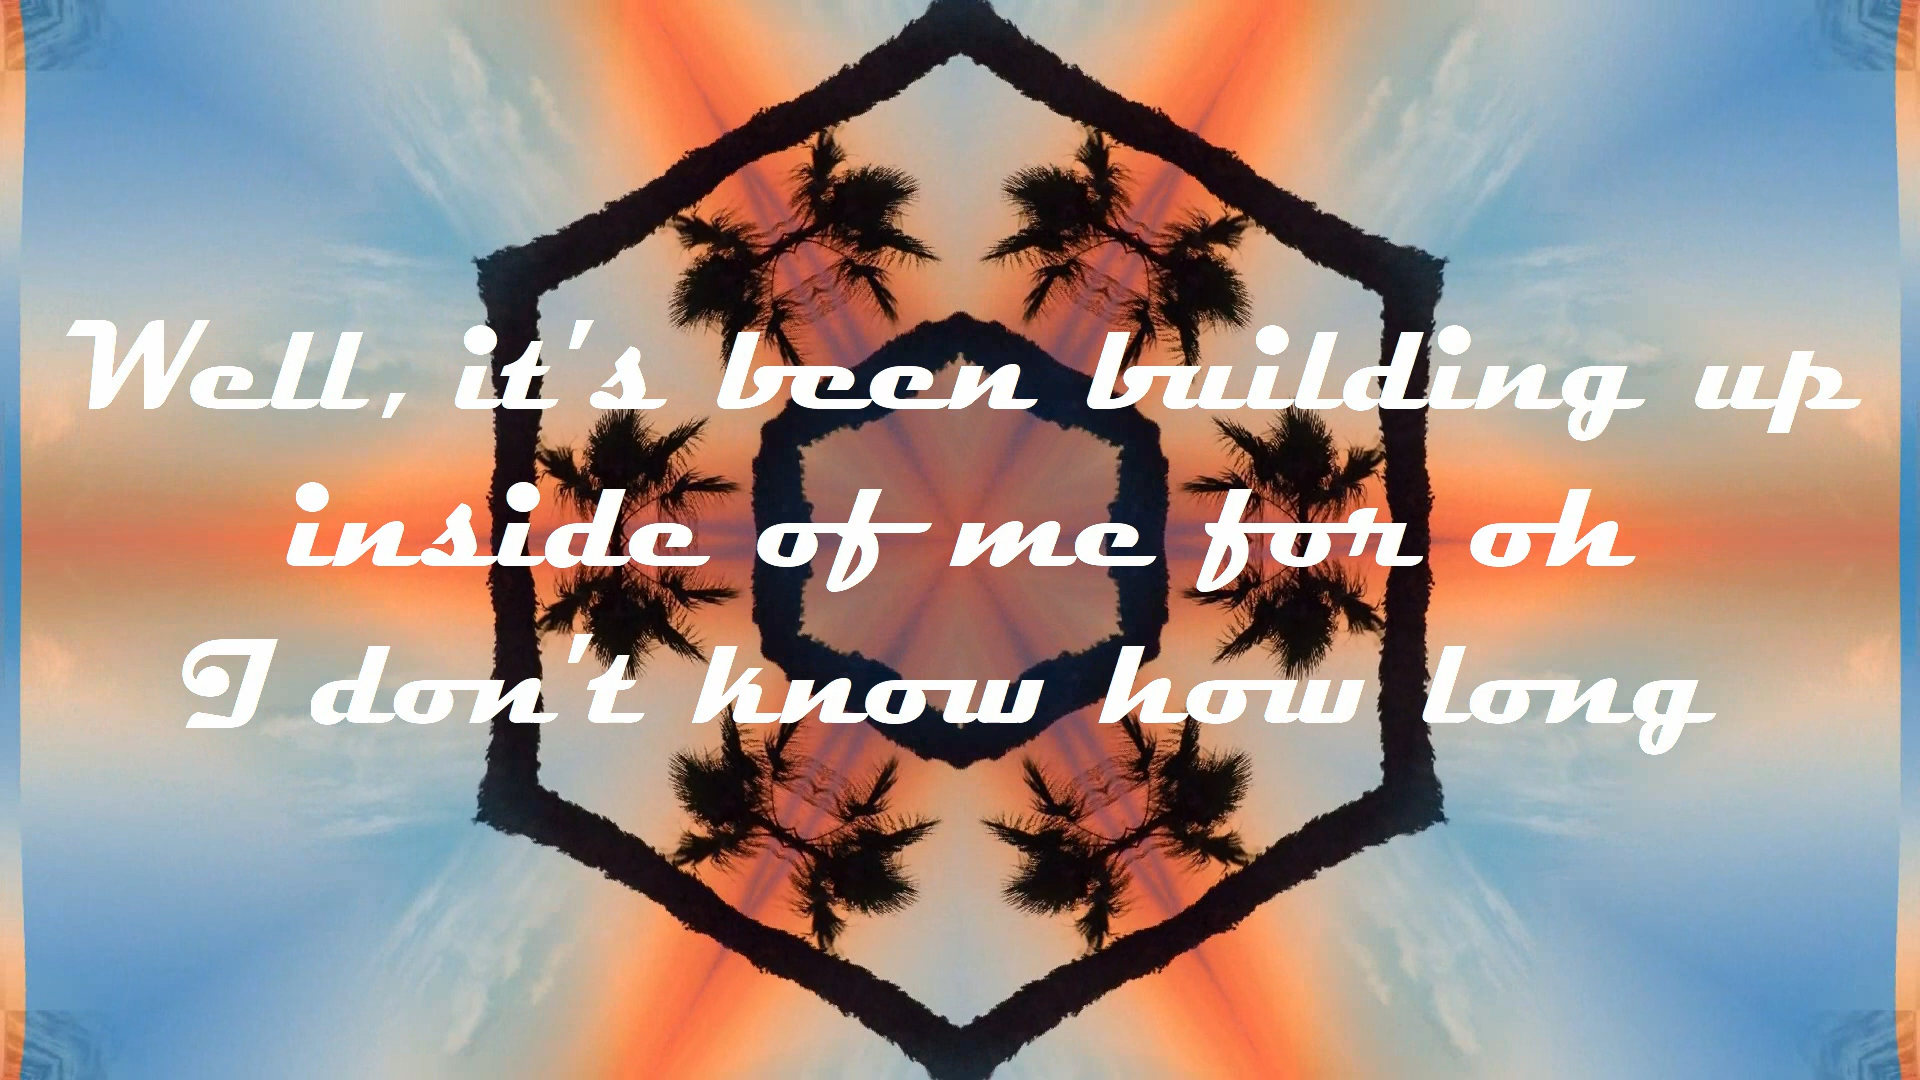 Well, it's been building up
inside of me for oh
I don't know how long